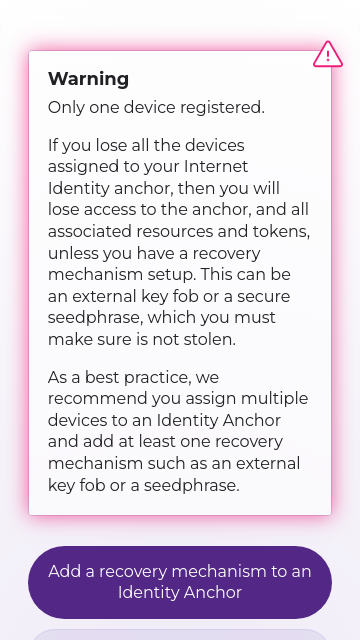 Warning
Only one device registered.
If you lose all the devices
assigned to your Internet
Identity anchor, then you will
lose access to the anchor, and all
associated resources and tokens,
unless you have a recovery
mechanism setup. This can be
an external key fob or a secure
seedphrase, which you must
make sure is not stolen.
As a best practice, we
recommend you assign multiple
devices to an Identity Anchor
and add at least one recovery
mechanism such as an external
key fob or a seedphrase.
Add a recovery mechanism to an
Identity Anchor